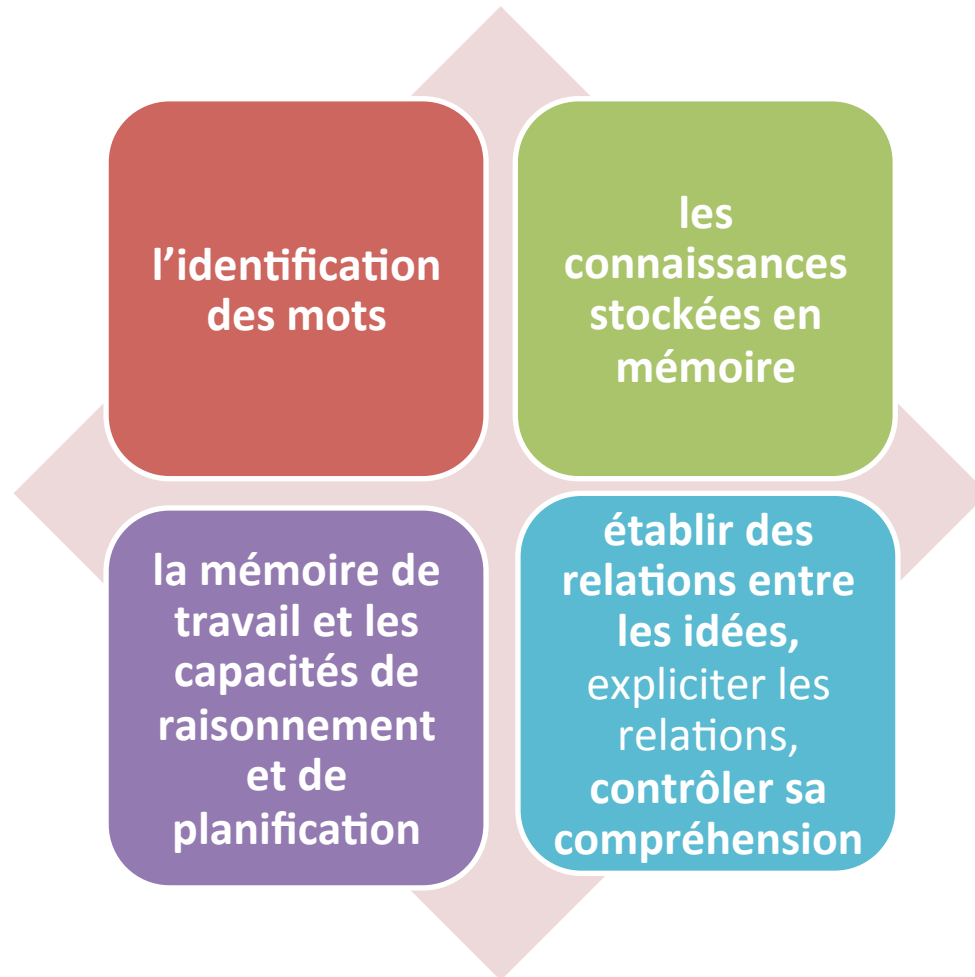 l’identification
des mots
les
connaissances
stockées en
mémoire
la mémoire de
travail et les
capacités de
raisonnement
et de
planification
établir des
relations entre
les idées,
expliciter les
relations,
contrôler sa
compréhension